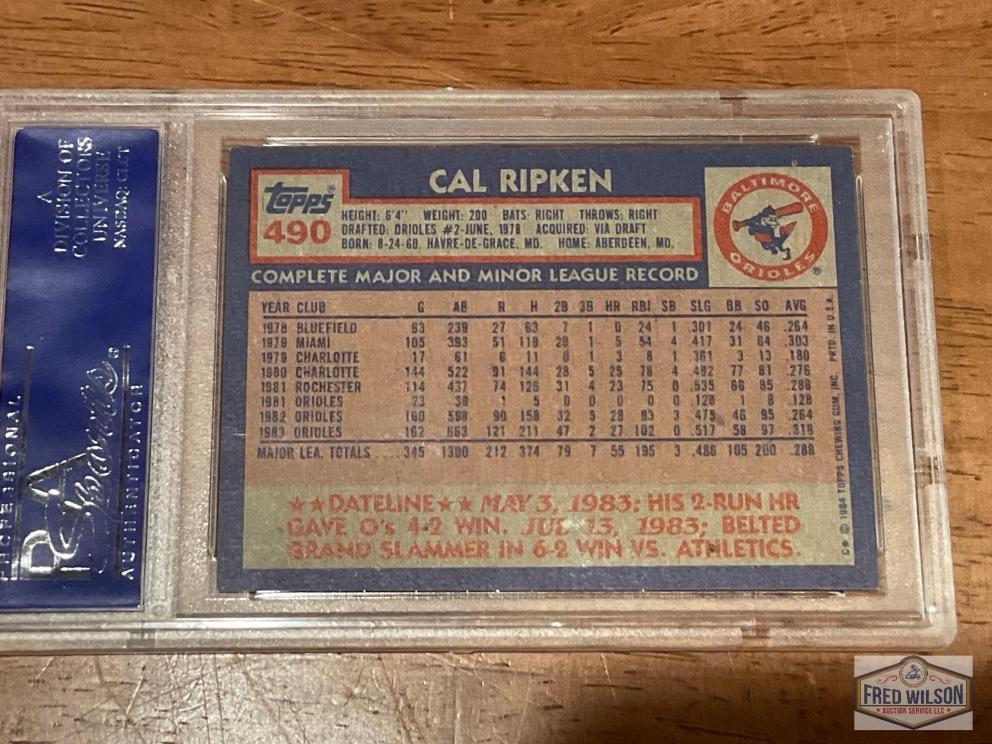 A
DIVISION OF
COLLECTORS
UNIVERSE
NASDAQ: CLCT
PROFESSIONAL
PSA
AUTHENTICATOR
CAL RIPKEN
topps
490
HEIGHT: 6'4" WEIGHT: 200 BATS: RIGHT THROWS: RIGHT
DRAFTED: ORIOLES #2-JUNE, 1978 ACQUIRED: VIA DRAFT
BORN: 8-24-60, HAVRE-DE-GRACE, MD. HOME: ABERDEEN, MD.
BALTIMORE
ORIOLES ®
COMPLETE MAJOR AND MINOR LEAGUE RECORD
YEAR CLUB G AB R H 2B 3B HR RBI SB SLG BB SO AVG
1978 BLUEFIELD 63 239 27 63 7 1 0 24 1 .301 24 46 .264
1979 MIAMI 105 393 51 119 28 1 5 54 4 .417 31 64 .303
1979 CHARLOTTE 17 61 6 11 0 1 3 8 1 .361 3 13 .180
1980 CHARLOTTE 144 522 91 144 28 5 25 78 4 .492 77 81 .276
1981 ROCHESTER 114 437 74 126 31 4 23 75 0 .535 66 85 .288
1981 ORIOLES 23 39 1 5 0 0 0 0 0 .128 1 8 .128
1982 ORIOLES 160 598 90 158 32 5 28 93 3 .475 46 95 .264
1983 ORIOLES 162 663 121 211 47 2 27 102 0 .517 58 97 .318
MAJOR LEA. TOTALS 345 1300 212 374 79 7 55 195 3 .486 105 200 .288
★★DATELINE★★ MAY 3, 1983: HIS 2-RUN HR
GAVE O's 4-2 WIN. JUL 13, 1983; BELTED
GRAND SLAMMER IN 6-2 WIN VS. ATHLETICS.
C* © 1984 TOPPS CHEWING GUM, INC. PRTD. IN U.S.A.
FRED WILSON
★ AUCTION SERVICE LLC ★